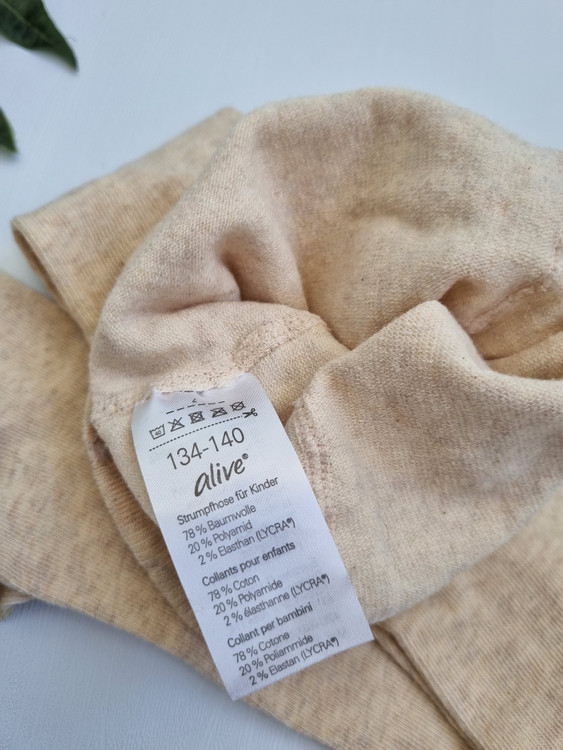 134-140
alive®
Strumpfhose für Kinder
78 % Baumwolle
20 % Polyamid
2 % Elasthan (LYCRA®)
Collants pour enfants
78 % Coton
20 % Polyamide
2 % élasthanne (LYCRA®)
Collant per bambini
78 % Cotone
20 % Poliammide
2 % Elastan (LYCRA®)